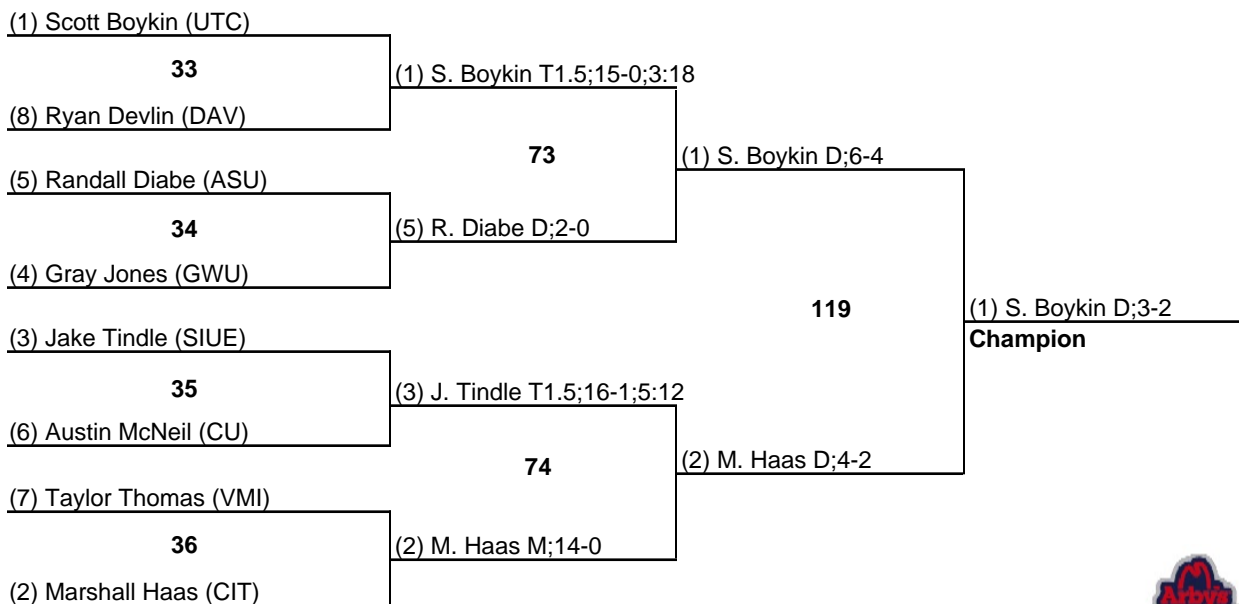 (1) Scott Boykin (UTC)
33
(1) S. Boykin T1.5;15-0;3:18
(8) Ryan Devlin (DAV)
73
(1) S. Boykin D;6-4
(5) Randall Diabe (ASU)
34
(5) R. Diabe D;2-0
(4) Gray Jones (GWU)
119
(1) S. Boykin D;3-2
Champion
(3) Jake Tindle (SIUE)
35
(3) J. Tindle T1.5;16-1;5:12
(6) Austin McNeil (CU)
74
(2) M. Haas D;4-2
(7) Taylor Thomas (VMI)
36
(2) M. Haas M;14-0
(2) Marshall Haas (CIT)
Arby's